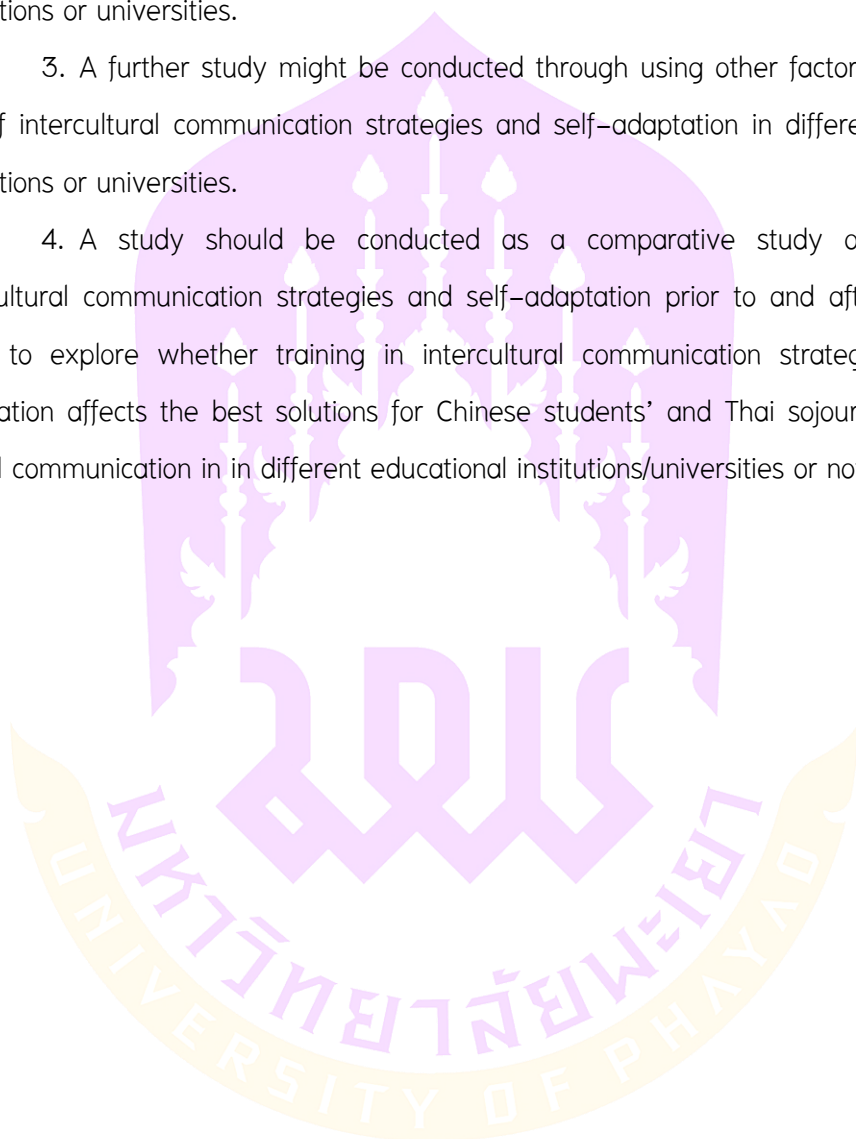 tions or universities.
3. A further study might be conducted through using other factor
f intercultural communication strategies and self-adaptation in differe
tions or universities.
4. A study should be conducted as a comparative study o
ultural communication strategies and self-adaptation prior to and aft
to explore whether training in intercultural communication strateg
ation affects the best solutions for Chinese students' and Thai sojour
l communication in in different educational institutions/universities or no
มหาวิทยาลัยพะเยา
UNIVERSITY OF PHAYAO